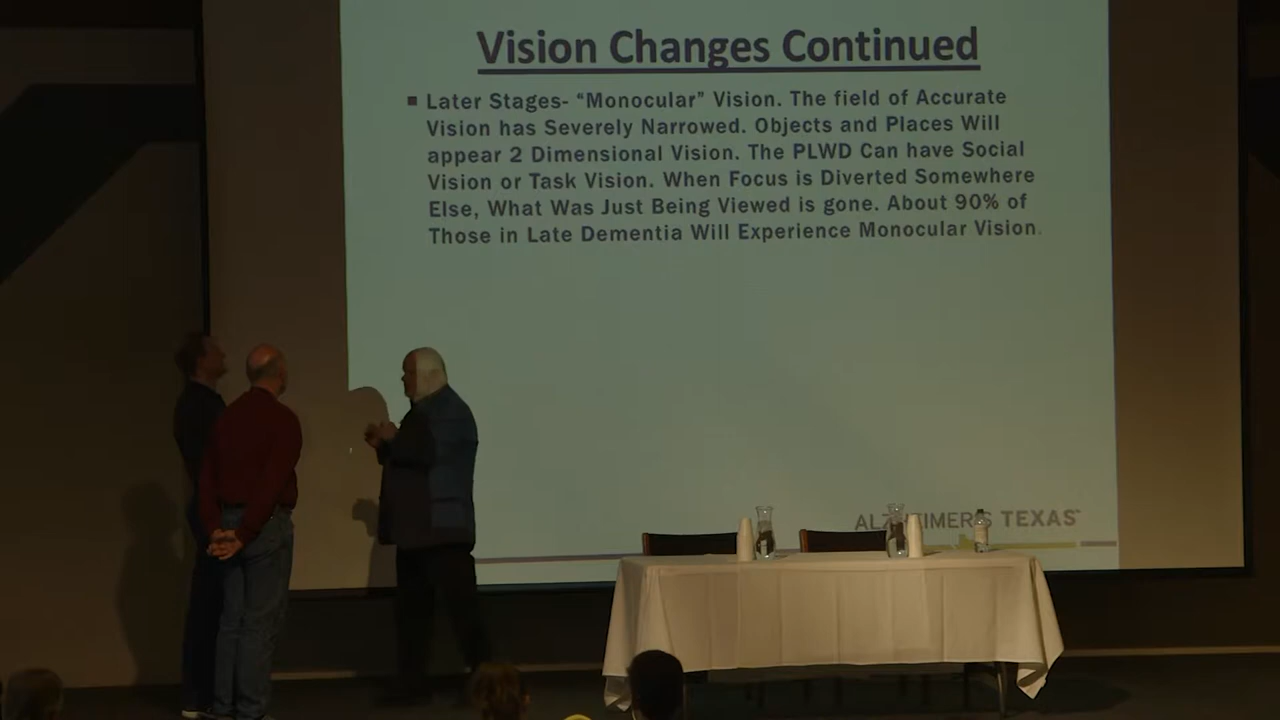 Vision Changes Continued
▪ Later Stages- “Monocular” Vision. The field of Accurate
Vision has Severely Narrowed. Objects and Places Will
appear 2 Dimensional Vision. The PLWD Can have Social
Vision or Task Vision. When Focus is Diverted Somewhere
Else, What Was Just Being Viewed is gone. About 90% of
Those in Late Dementia Will Experience Monocular Vision.
TEXAS